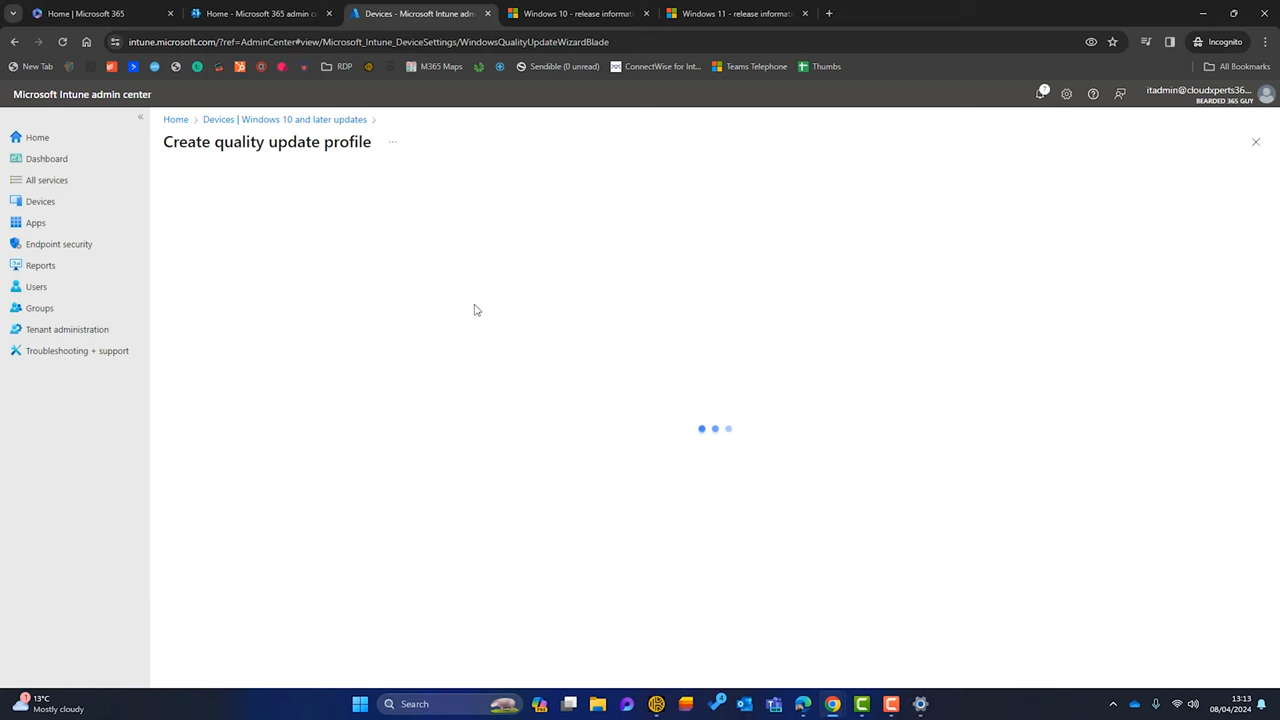 Home | Microsoft 365
Home - Microsoft 365 admin c
Devices - Microsoft Intune adm
Windows 10 - release informati
Windows 11 - release informat
intune.microsoft.com/?ref=AdminCenter#view/Microsoft_Intune_DeviceSettings/WindowsQualityUpdateWizardBlade
Incognito
New Tab
RDP
M365 Maps
Sendible (0 unread)
ConnectWise for Int...
Teams Telephone
Thumbs
All Bookmarks
Microsoft Intune admin center
7
itadmin@cloudxperts36...
BEARDED 365 GUY
Home
Devices | Windows 10 and later updates
Create quality update profile
...
Home
Dashboard
All services
Devices
Apps
Endpoint security
Reports
Users
Groups
Tenant administration
Troubleshooting + support
1
13°C
Mostly cloudy
Search
4
13:13
08/04/2024